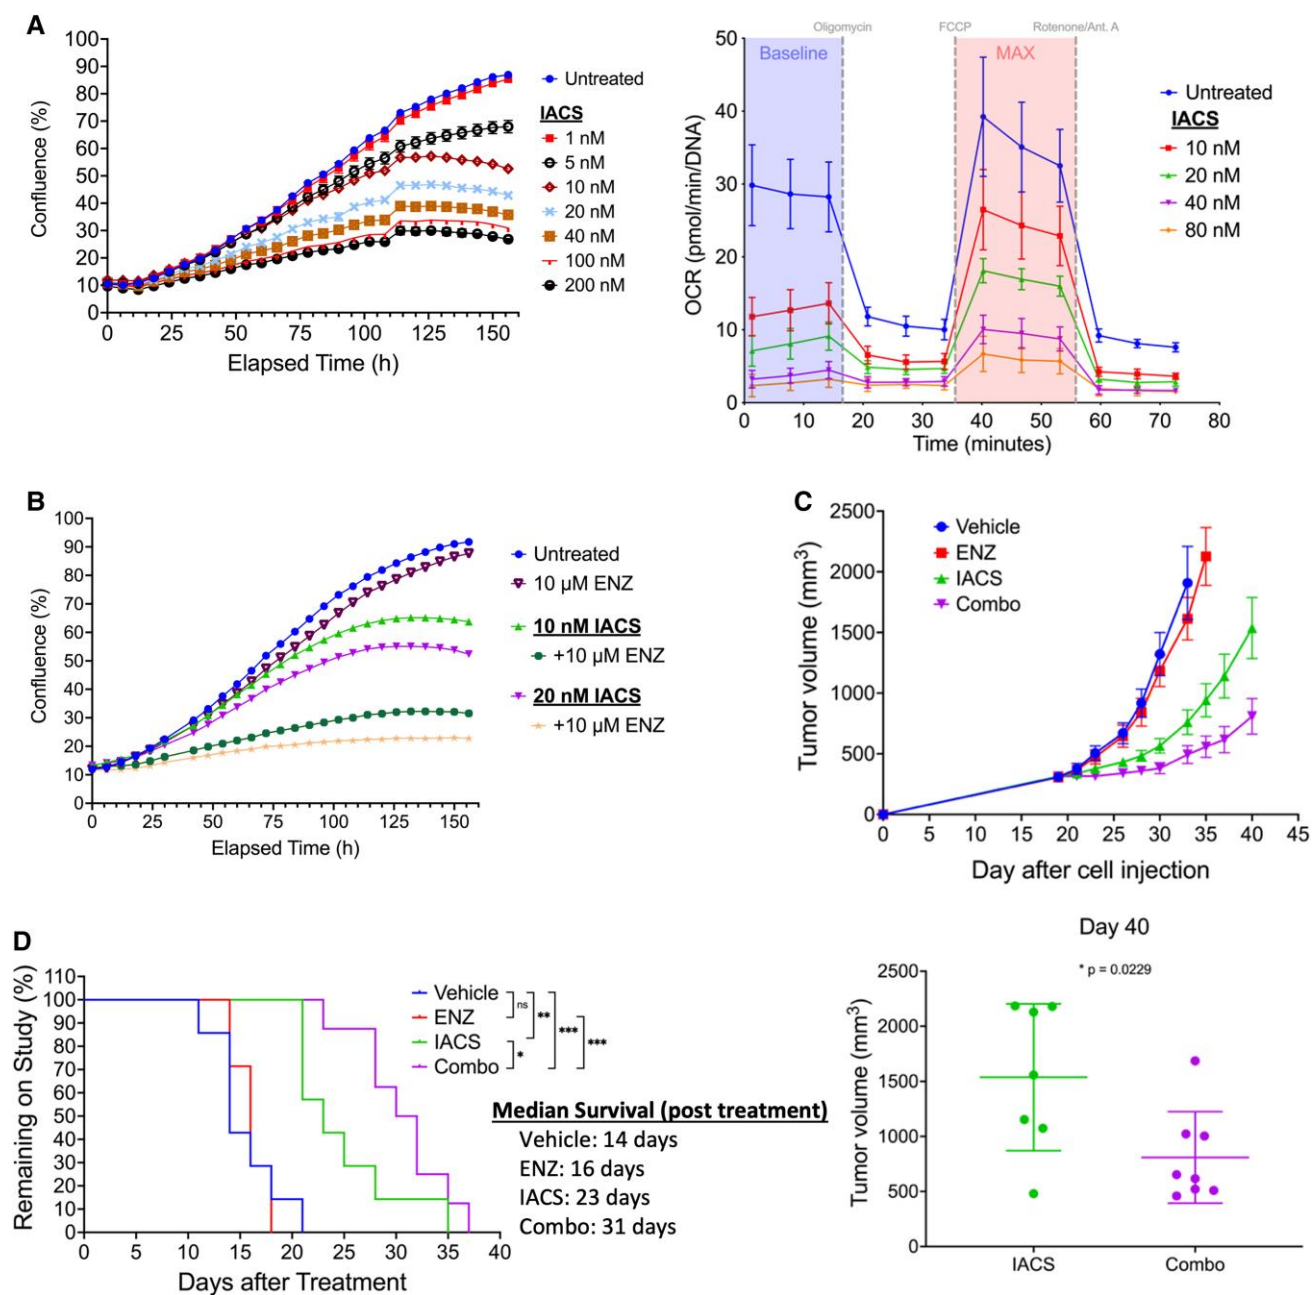 A
Confluence (%)
100
90
80
70
60
50
40
30
20
10
0
0 25 50 75 100 125 150
Elapsed Time (h)
Untreated
IACS
1 nM
5 nM
10 nM
20 nM
40 nM
100 nM
200 nM
Oligomycin FCCP Rotenone/Ant. A
Baseline MAX
OCR (pmol/min/DNA)
50
40
30
20
10
0
0 10 20 30 40 50 60 70 80
Time (minutes)
Untreated
IACS
10 nM
20 nM
40 nM
80 nM
B
Confluence (%)
100
90
80
70
60
50
40
30
20
10
0
0 25 50 75 100 125 150
Elapsed Time (h)
Untreated
10 µM ENZ
10 nM IACS
+10 µM ENZ
20 nM IACS
+10 µM ENZ
C
Tumor volume (mm³)
2500
2000
1500
1000
500
0
0 5 10 15 20 25 30 35 40 45
Day after cell injection
Vehicle
ENZ
IACS
Combo
D
Remaining on Study (%)
110
100
90
80
70
60
50
40
30
20
10
0
0 5 10 15 20 25 30 35 40
Days after Treatment
Vehicle
ENZ
IACS
Combo
ns
**
*
***
***
Median Survival (post treatment)
Vehicle: 14 days
ENZ: 16 days
IACS: 23 days
Combo: 31 days
Day 40
* p = 0.0229
Tumor volume (mm³)
2500
2000
1500
1000
500
0
IACS Combo